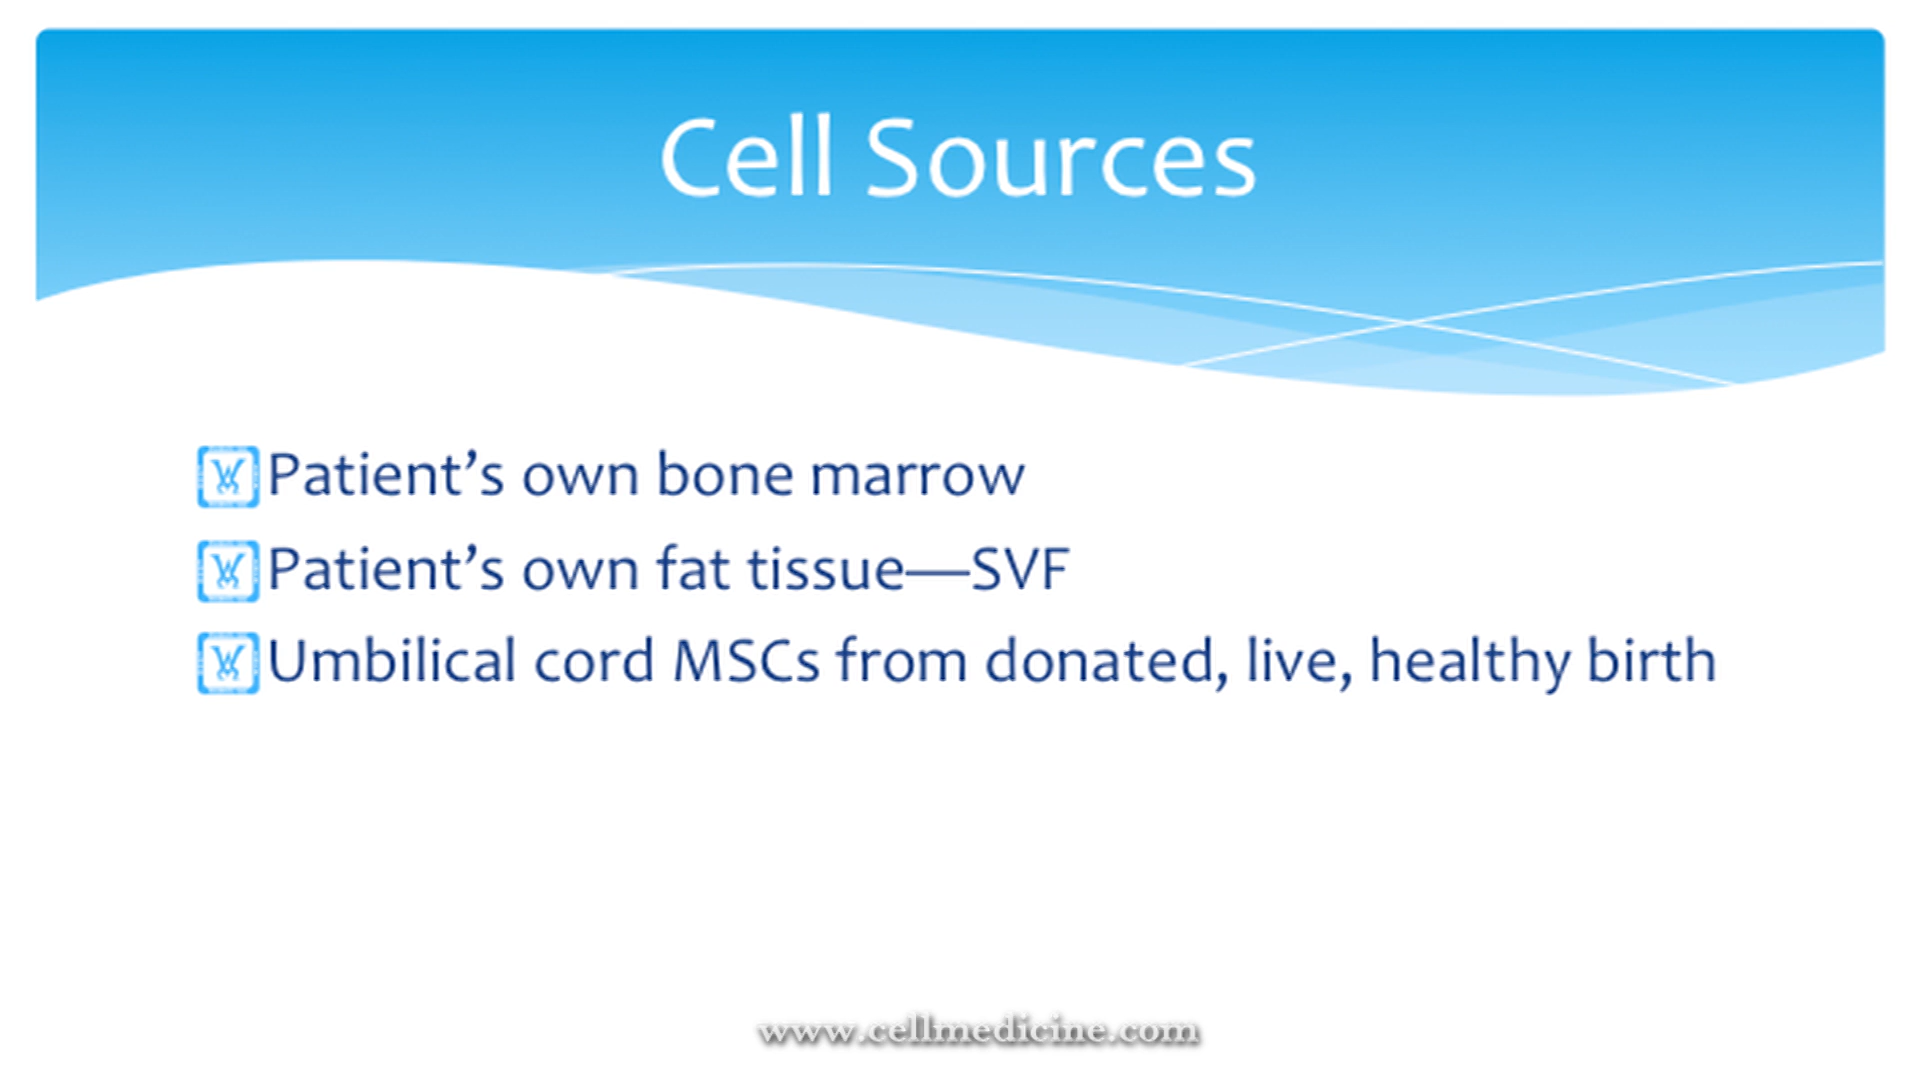 Cell Sources
Patient’s own bone marrow
Patient’s own fat tissue—SVF
Umbilical cord MSCs from donated, live, healthy birth
www.cellmedicine.com